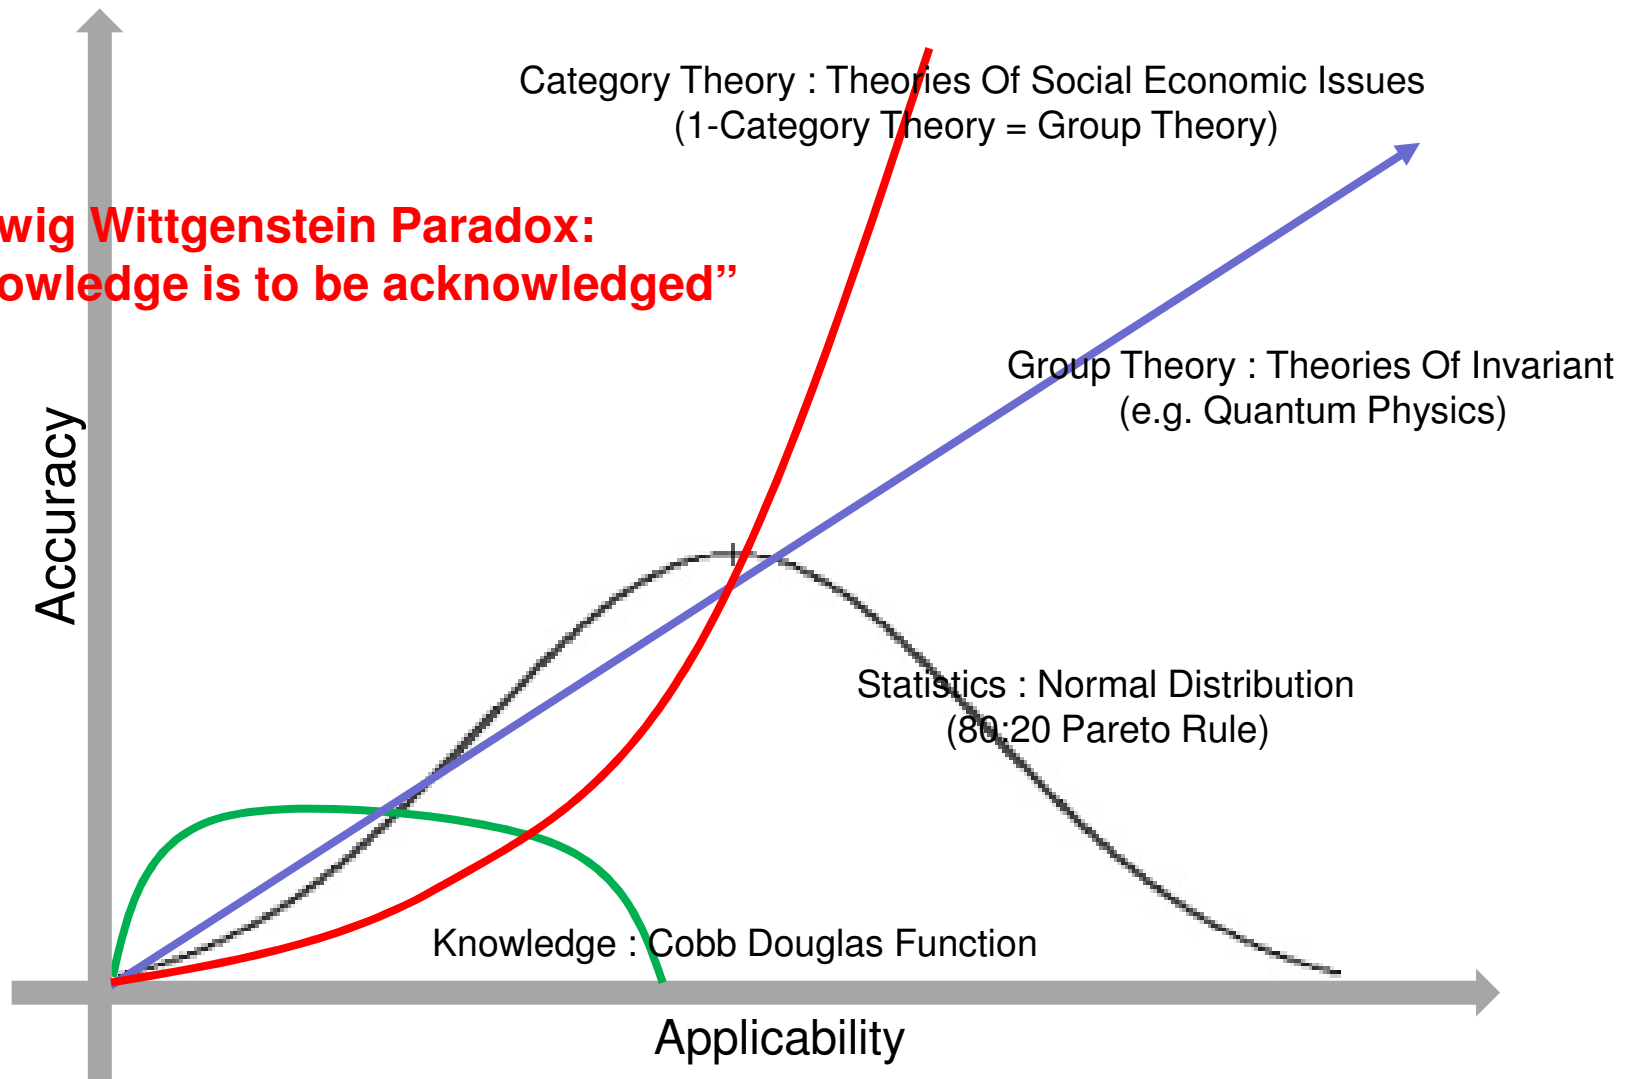 Category Theory : Theories Of Social Economic Issues
(1-Category Theory = Group Theory)
wig Wittgenstein Paradox:
owledge is to be acknowledged”
Group Theory : Theories Of Invariant
(e.g. Quantum Physics)
Accuracy
Statistics : Normal Distribution
(80:20 Pareto Rule)
Knowledge : Cobb Douglas Function
Applicability